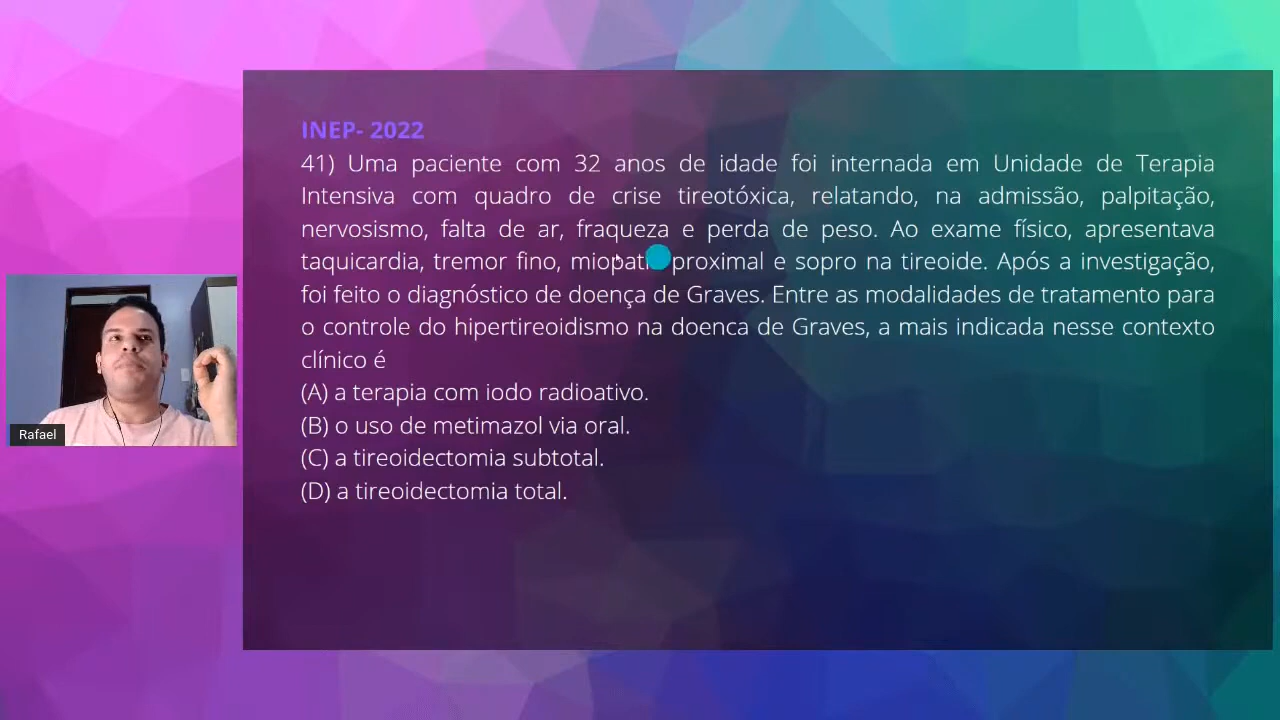 INEP- 2022
41) Uma paciente com 32 anos de idade foi internada em Unidade de Terapia
Intensiva com quadro de crise tireotóxica, relatando, na admissão, palpitação,
nervosismo, falta de ar, fraqueza e perda de peso. Ao exame físico, apresentava
taquicardia, tremor fino, proximal e sopro na tireoide. Após a investigação,
foi feito o diagnóstico de doença de Graves. Entre as modalidades de tratamento para
o controle do hipertireoidismo na doenca de Graves, a mais indicada nesse contexto
clínico é
(A) a terapia com iodo radioativo.
(B) o uso de metimazol via oral.
Rafael
(C) a tireoidectomia subtotal.
(D) a tireoidectomia total.